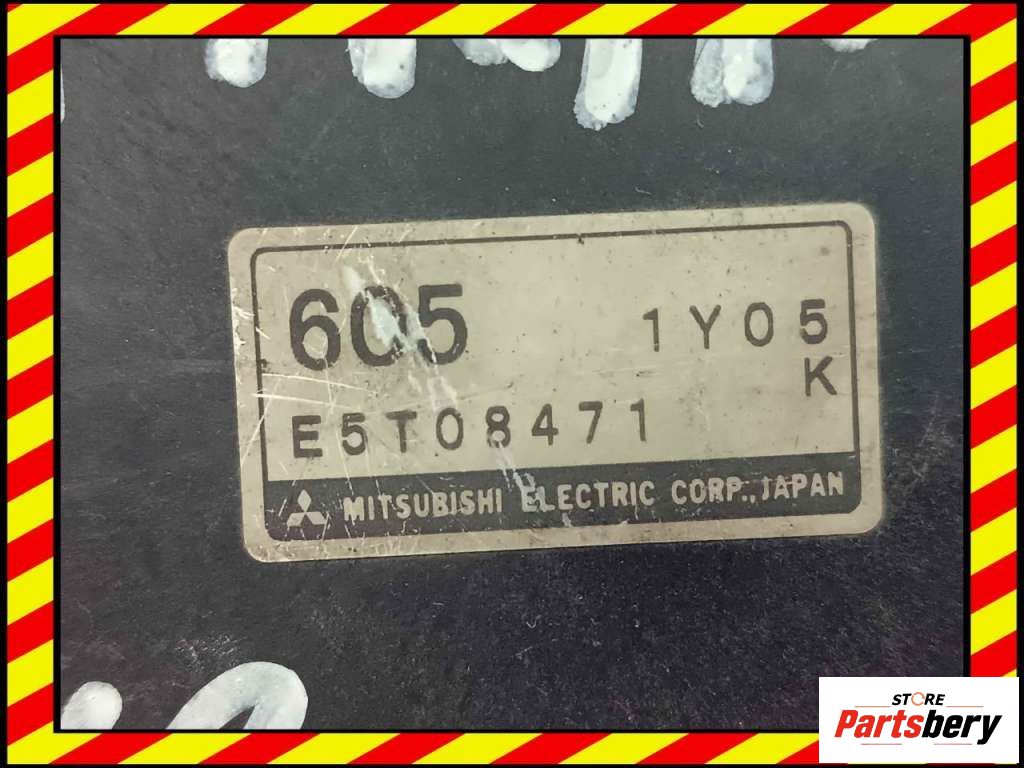 605 1Y05
K
E5T08471
MITSUBISHI ELECTRIC CORP., JAPAN
STORE
Partsbery